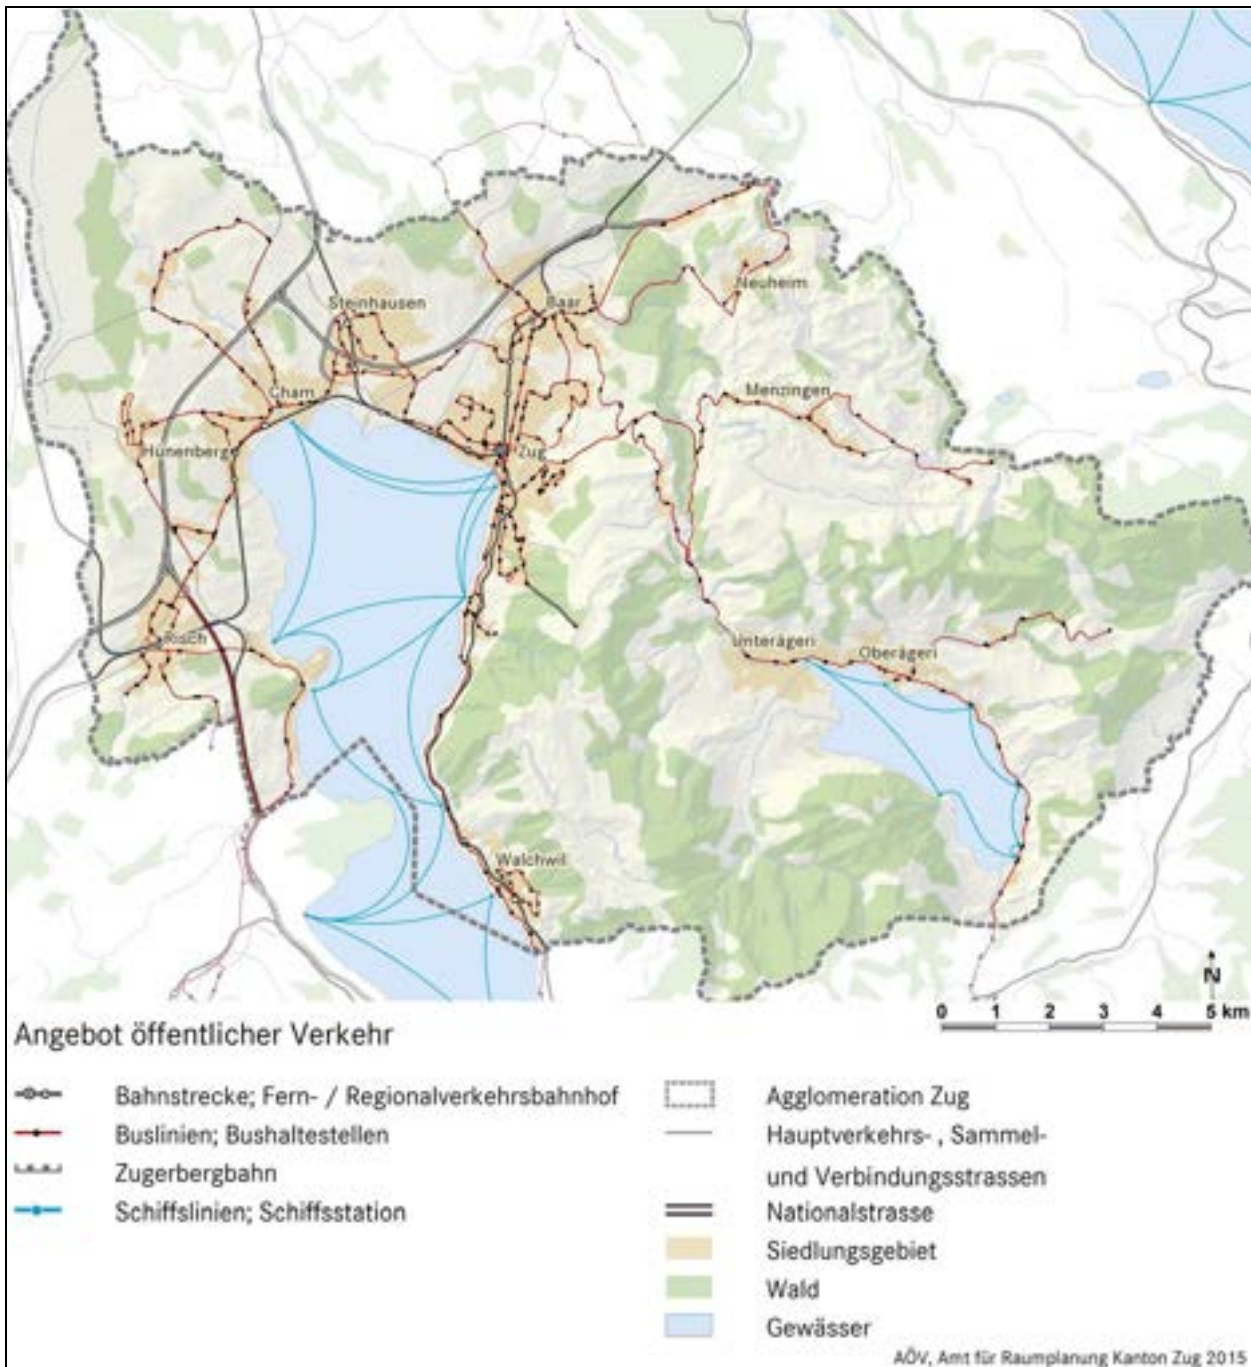 Steinhausen
Baar
Neuheim
Cham
Menzingen
Hünenberg
Zug
Risch
Unterägeri
Oberägeri
Walchwil
N
0 1 2 3 4 5 km
Angebot öffentlicher Verkehr
Bahnstrecke; Fern- / Regionalverkehrsbahnhof
Buslinien; Bushaltestellen
Zugerbergbahn
Schiffslinien; Schiffsstation
Agglomeration Zug
Hauptverkehrs- , Sammel-
und Verbindungsstrassen
Nationalstrasse
Siedlungsgebiet
Wald
Gewässer
AÖV, Amt für Raumplanung Kanton Zug 2015